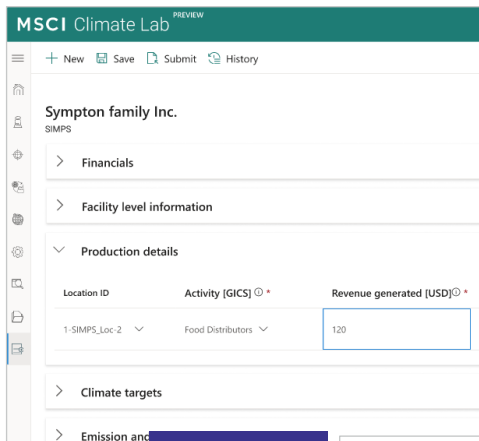 MSCI Climate Lab PREVIEW
New Save Submit History
Sympton family Inc.
SIMPS
Financials
Facility level information
Production details
Location ID Activity [GICS] * Revenue generated [USD] *
1-SIMPS_Loc-2 Food Distributors 120
Climate targets
Emission and